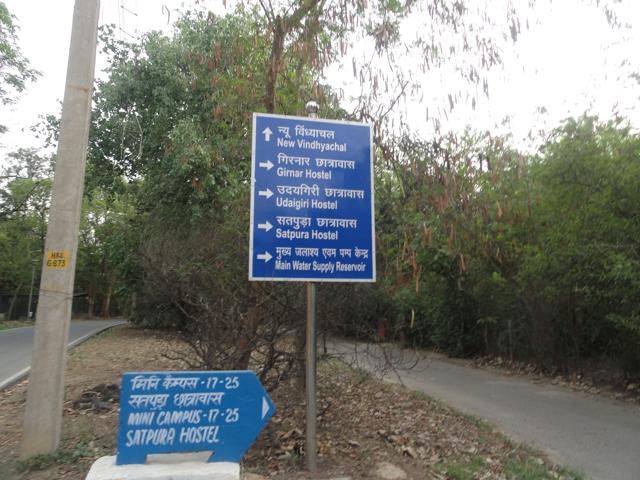 न्यू विंध्याचल
New Vindhyachal
गिरनार छात्रावास
Girnar Hostel
उदयगिरी छात्रावास
Udaigiri Hostel
सतपुड़ा छात्रावास
Satpura Hostel
मुख्य जलाश्य एवम पम्प केन्द्र
Main Water Supply Reservoir
मिनि कैम्पस - 17-25
सतपुड़ा छात्रावास
MINI CAMPUS - 17-25
SATPURA HOSTEL